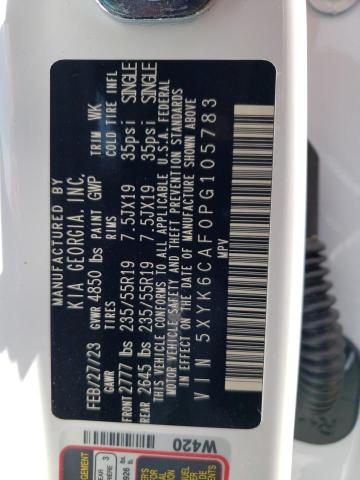 MANUFACTURED BY
KIA GEORGIA, INC.
FEB/27/23 GVWR 4850 lbs PAINT GWP TRIM WK
GAWR TIRES RIMS COLD TIRE INFL
FRONT 2777 lbs 235/55R19 7.5JX19 35psi SINGLE
REAR 2645 lbs 235/55R19 7.5JX19 35psi SINGLE
THIS VEHICLE CONFORMS TO ALL APPLICABLE U.S.A. FEDERAL
MOTOR VEHICLE SAFETY AND THEFT PREVENTION STANDARDS
IN EFFECT ON THE DATE OF MANUFACTURE SHOWN ABOVE
VIN 5XYK6CAF0PG105783
MPV
W420
3